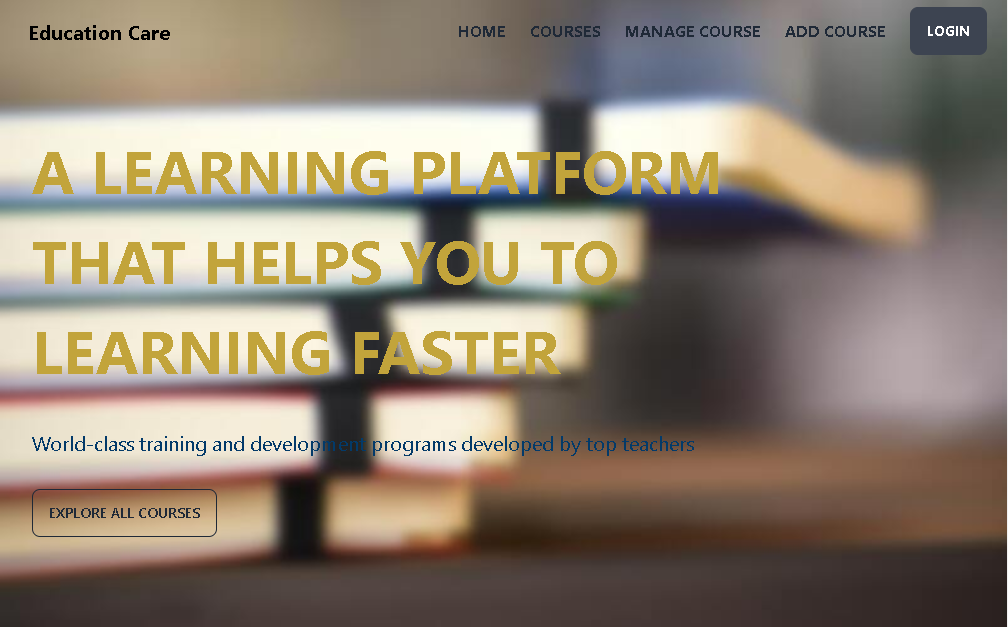 Education Care
HOME COURSES MANAGE COURSE ADD COURSE LOGIN
A LEARNING PLATFORM
THAT HELPS YOU TO
LEARNING FASTER
World-class training and development programs developed by top teachers
EXPLORE ALL COURSES